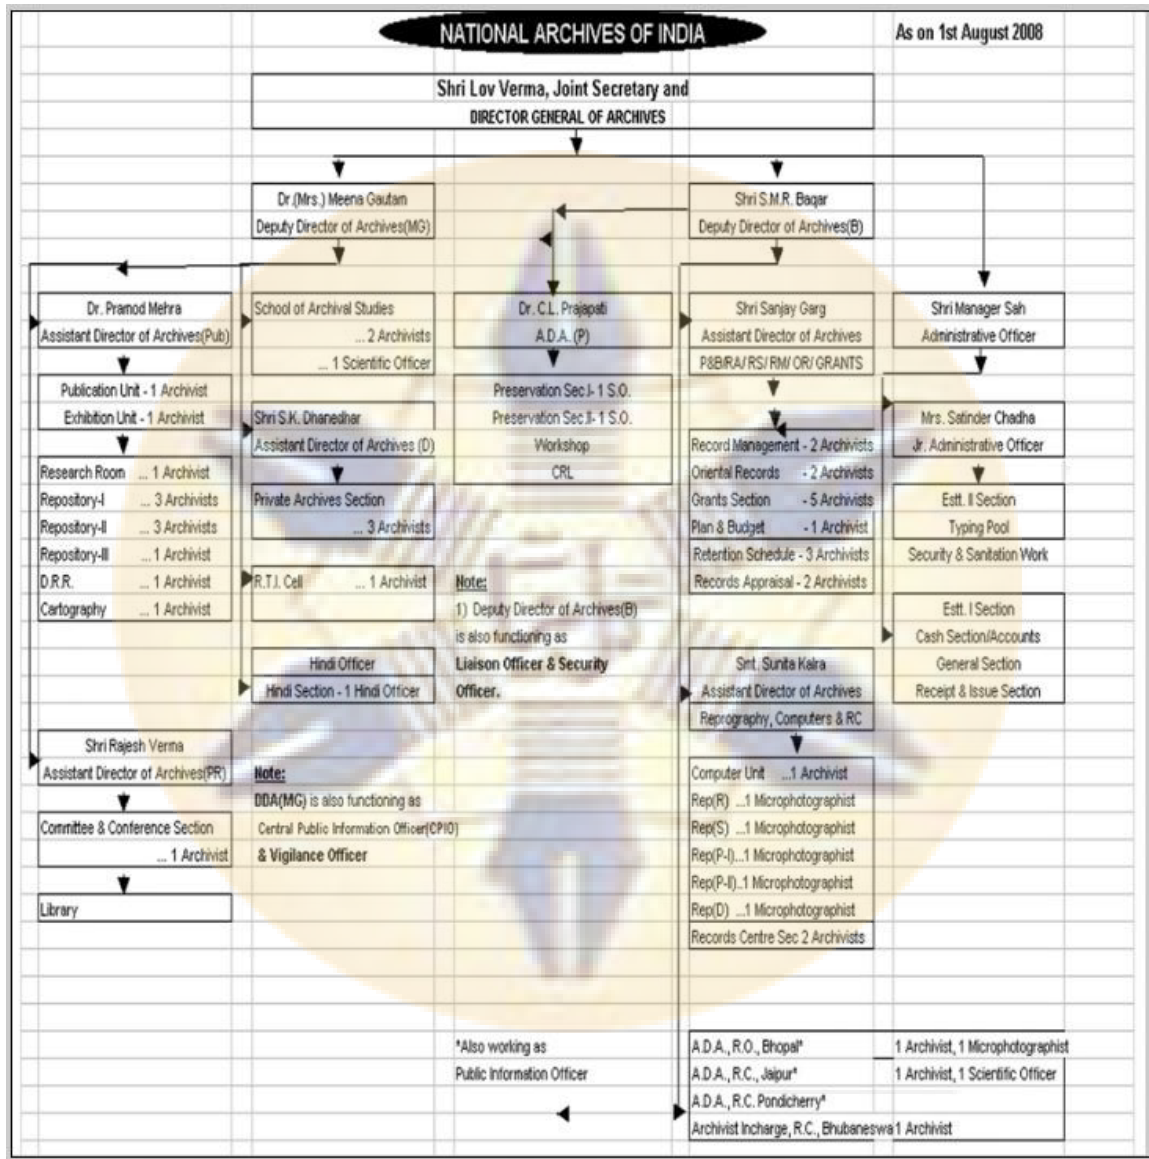 NATIONAL ARCHIVES OF INDIA
As on 1st August 2008
Shri Lov Verma, Joint Secretary and
DIRECTOR GENERAL OF ARCHIVES
Dr.(Mrs.) Meena Gautam
Deputy Director of Archives(MG)
Shri S.M.R. Baqar
Deputy Director of Archives(B)
Dr. Pramod Mehra
Assistant Director of Archives(Pub)
Publication Unit - 1 Archivist
Exhibition Unit - 1 Archivist
Research Room ... 1 Archivist
Repository-I ... 3 Archivists
Repository-II ... 3 Archivists
Repository-III ... 1 Archivist
D.R.R. ... 1 Archivist
Cartography ... 1 Archivist
Shri Rajesh Verma
Assistant Director of Archives(PR)
Committee & Conference Section
... 1 Archivist
Library
School of Archival Studies
... 2 Archivists
... 1 Scientific Officer
Shri S.K. Dhanedhar
Assistant Director of Archives (D)
Private Archives Section
... 3 Archivists
R.T.I. Cell ... 1 Archivist
Hindi Officer
Hindi Section - 1 Hindi Officer
Note:
DDA(MG) is also functioning as
Central Public Information Officer(CPIO)
& Vigilance Officer
Dr. C.L. Prajapati
A.D.A. (P)
Preservation Sec.I- 1 S.O.
Preservation Sec.II- 1 S.O.
Workshop
CRL
Note:
1) Deputy Director of Archives(B)
is also functioning as
Liaison Officer & Security
Officer.
Shri Sanjay Garg
Assistant Director of Archives
P&B/RA/ RS/ RM/ OR/ GRANTS
Record Management - 2 Archivists
Oriental Records - 2 Archivists
Grants Section - 5 Archivists
Plan & Budget - 1 Archivist
Retention Schedule - 3 Archivists
Records Appraisal - 2 Archivists
Smt. Sunita Kalra
Assistant Director of Archives
Reprography, Computers & RC
Computer Unit ...1 Archivist
Rep(R) ...1 Microphotographist
Rep(S) ...1 Microphotographist
Rep(P-I)...1 Microphotographist
Rep(P-II)..1 Microphotographist
Rep(D) ...1 Microphotographist
Records Centre Sec 2 Archivists
Shri Manager Sah
Administrative Officer
Mrs. Satinder Chadha
Jr. Administrative Officer
Estt. II Section
Typing Pool
Security & Sanitation Work
Estt. I Section
Cash Section/Accounts
General Section
Receipt & Issue Section
*Also working as
Public Information Officer
A.D.A., R.O., Bhopal* 1 Archivist, 1 Microphotographist
A.D.A., R.C., Jaipur* 1 Archivist, 1 Scientific Officer
A.D.A., R.C. Pondicherry*
Archivist Incharge, R.C., Bhubaneswa 1 Archivist